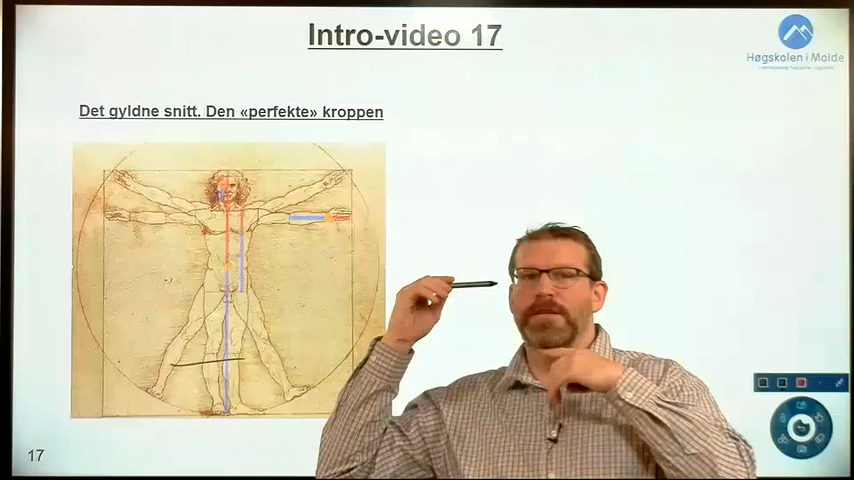 Intro-video 17
Høgskolen i Molde
Det gyldne snitt. Den «perfekte» kroppen
17